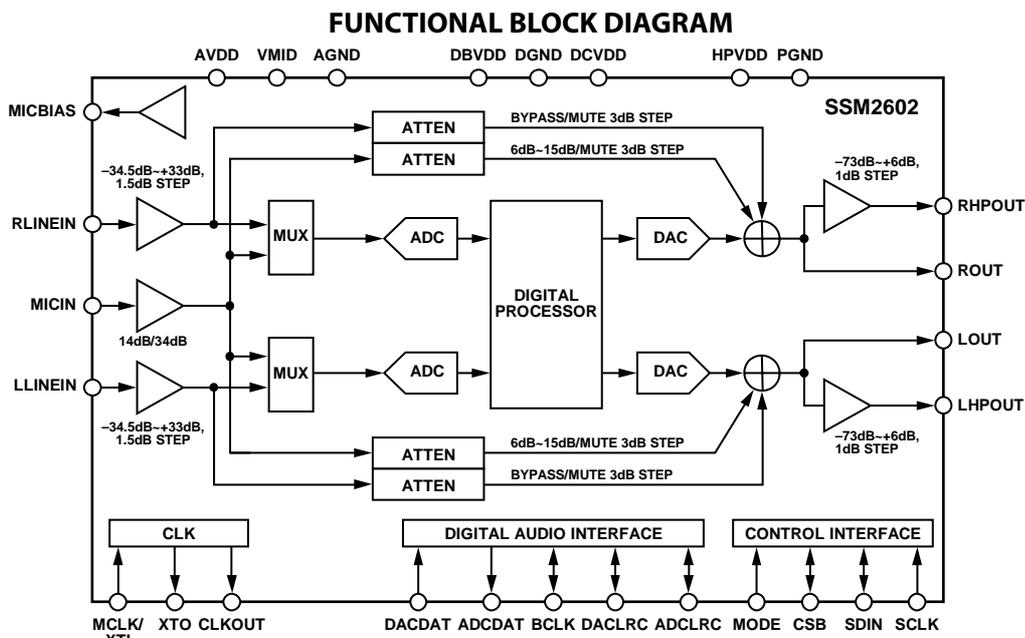 FUNCTIONAL BLOCK DIAGRAM
AVDD VMID AGND DBVDD DGND DCVDD HPVDD PGND
MICBIAS
SSM2602
ATTEN
BYPASS/MUTE 3dB STEP
ATTEN
6dB~15dB/MUTE 3dB STEP
–34.5dB~+33dB,
1.5dB STEP
–73dB~+6dB,
1dB STEP
RLINEIN
RHPOUT
MUX
ADC
DAC
ROUT
MICIN
DIGITAL
PROCESSOR
14dB/34dB
LOUT
LLINEIN
MUX
ADC
DAC
LHPOUT
–34.5dB~+33dB,
1.5dB STEP
–73dB~+6dB,
1dB STEP
ATTEN
6dB~15dB/MUTE 3dB STEP
ATTEN
BYPASS/MUTE 3dB STEP
CLK
DIGITAL AUDIO INTERFACE
CONTROL INTERFACE
MCLK/ XTO CLKOUT DACDAT ADCDAT BCLK DACLRC ADCLRC MODE CSB SDIN SCLK